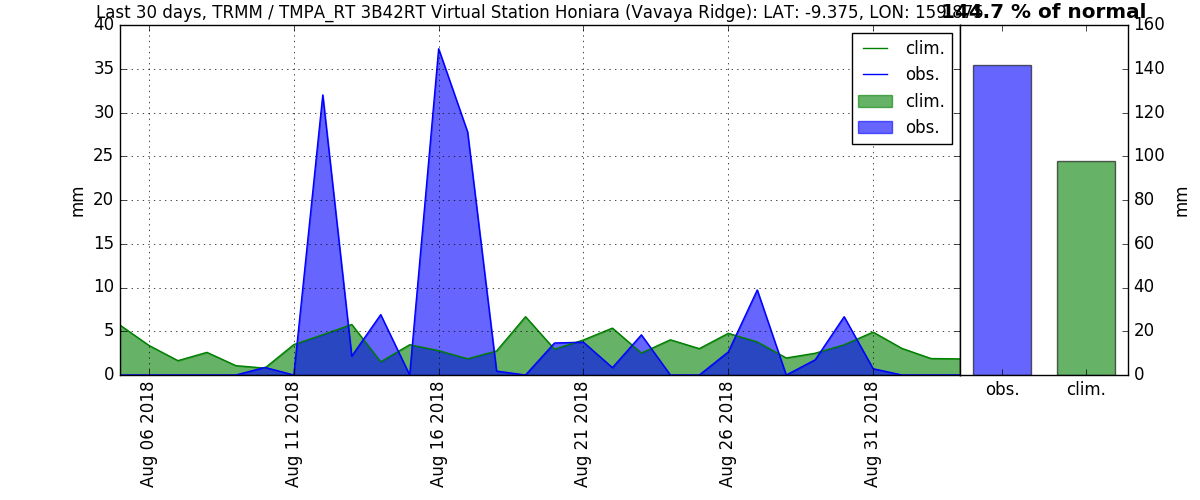 Last 30 days, TRMM / TMPA_RT 3B42RT Virtual Station Honiara (Vavaya Ridge): LAT: -9.375, LON: 159.875
144.7 % of normal
40
35
30
25
20
15
10
5
0
mm
clim.
obs.
clim.
obs.
Aug 06 2018
Aug 11 2018
Aug 16 2018
Aug 21 2018
Aug 26 2018
Aug 31 2018
160
140
120
100
80
60
40
20
0
mm
obs.
clim.